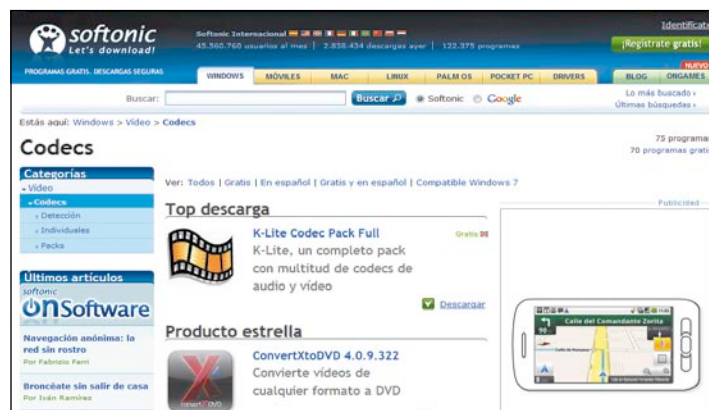 softonic
Let's download!
Softonic Internacional
45.560.760 usuarios al mes | 2.838.434 descargas ayer | 122.375 programas
Identifícate
¡Regístrate gratis!
PROGRAMAS GRATIS. DESCARGAS SEGURAS
WINDOWS MÓVILES MAC LINUX PALM OS POCKET PC DRIVERS BLOG ONGAMES
NUEVO
Buscar: Buscar Softonic Google
Lo más buscado ›
Últimas búsquedas ›
Estás aquí: Windows > Vídeo > Codecs
Codecs
75 programas
70 programas gratis
Categorías
Vídeo
Codecs
Detección
Individuales
Packs
Ver: Todos | Gratis | En español | Gratis y en español | Compatible Windows 7
Top descarga
K-Lite Codec Pack Full
Gratis
K-Lite, un completo pack
con multitud de codecs de
audio y vídeo
Descargar
Publicidad
Últimos artículos
softonic
ÓnSoftware
Navegación anónima: la
red sin rostro
Por Fabrizio Ferri
Broncéate sin salir de casa
Por Iván Ramírez
Producto estrella
ConvertXtoDVD 4.0.9.322
Convierte vídeos de
cualquier formato a DVD
convertXtoDVD
Calle del Comandante Zorita